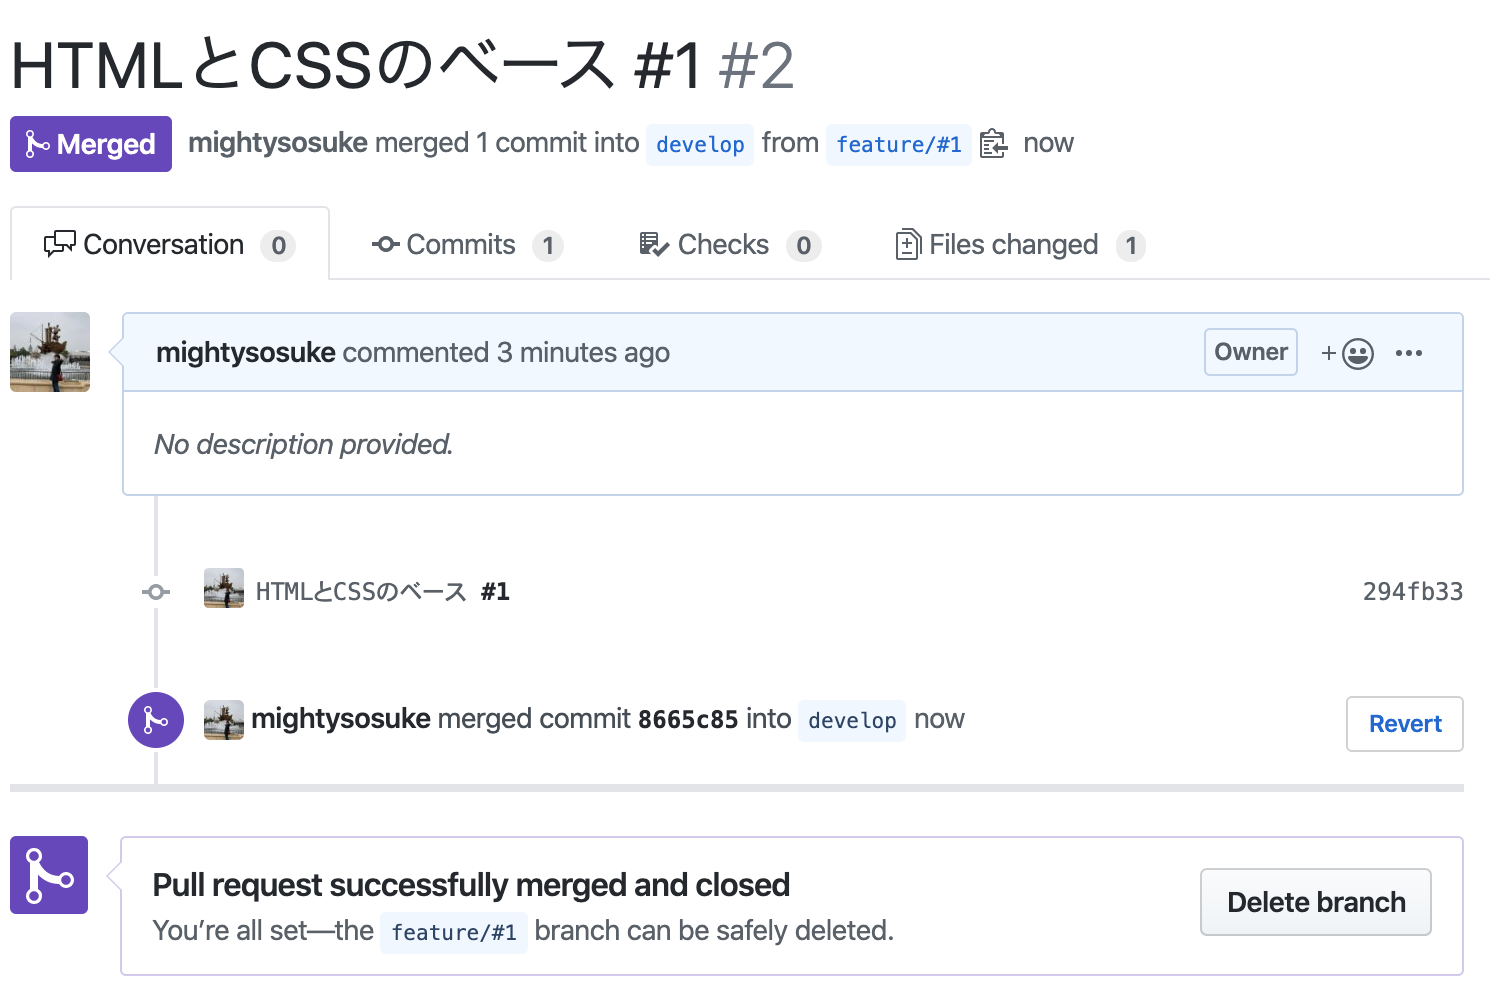 HTMLとCSSのベース #1 #2
Merged mightysosuke merged 1 commit into develop from feature/#1 now
Conversation 0 Commits 1 Checks 0 Files changed 1
mightysosuke commented 3 minutes ago Owner
No description provided.
HTMLとCSSのベース #1 294fb33
mightysosuke merged commit 8665c85 into develop now Revert
Pull request successfully merged and closed
You’re all set—the feature/#1 branch can be safely deleted.
Delete branch